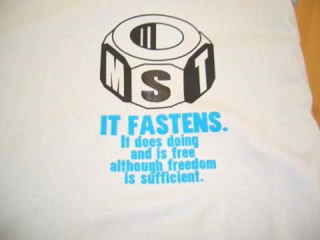 M S T
IT FASTENS.
It does doing
and is free
although freedom
is sufficient.